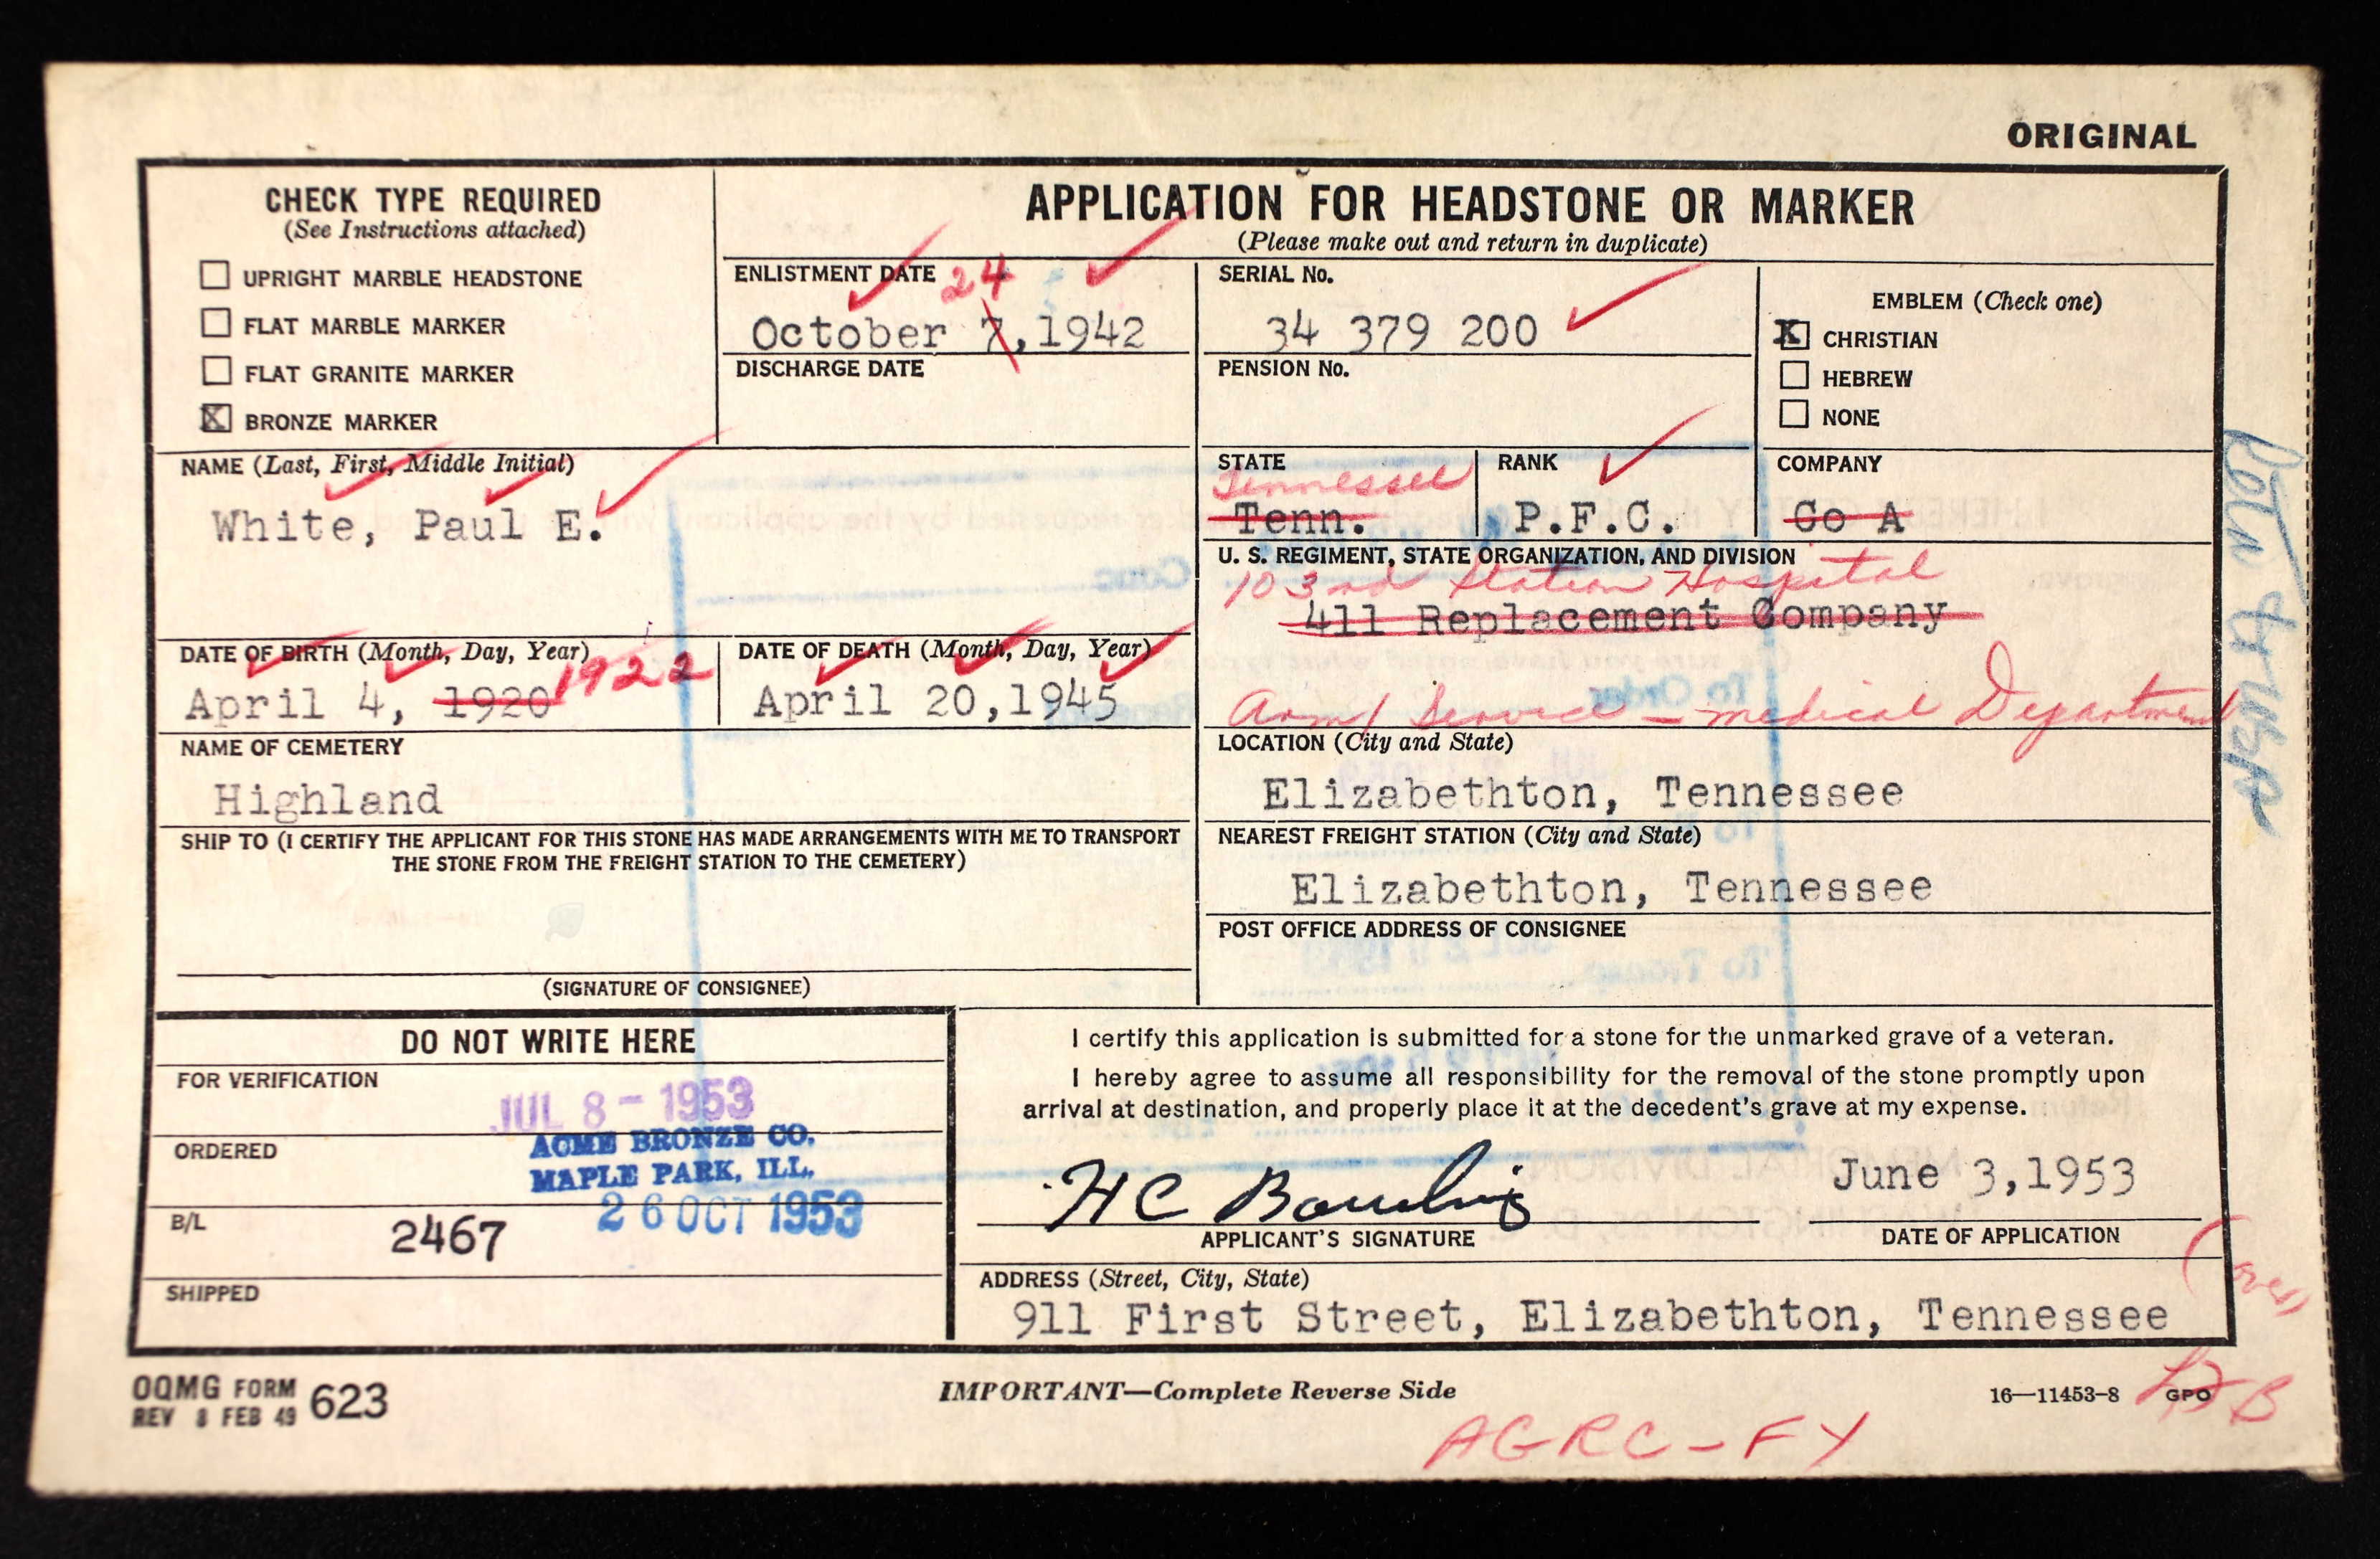 ORIGINAL
CHECK TYPE REQUIRED
(See Instructions attached)
UPRIGHT MARBLE HEADSTONE
FLAT MARBLE MARKER
FLAT GRANITE MARKER
X BRONZE MARKER
APPLICATION FOR HEADSTONE OR MARKER
(Please make out and return in duplicate)
ENLISTMENT DATE
24
October 7, 1942
DISCHARGE DATE
SERIAL No.
34 379 200
PENSION No.
EMBLEM (Check one)
X CHRISTIAN
HEBREW
NONE
NAME (Last, First, Middle Initial)
White, Paul E.
STATE
Tennessee
Tenn.
RANK
P.F.C.
COMPANY
Co A
U. S. REGIMENT, STATE ORGANIZATION, AND DIVISION
103rd Station Hospital
411 Replacement Company
Army Service - Medical Department
DATE OF BIRTH (Month, Day, Year)
April 4, 1920 1922
DATE OF DEATH (Month, Day, Year)
April 20,1945
NAME OF CEMETERY
Highland
LOCATION (City and State)
Elizabethton, Tennessee
SHIP TO (I CERTIFY THE APPLICANT FOR THIS STONE HAS MADE ARRANGEMENTS WITH ME TO TRANSPORT
THE STONE FROM THE FREIGHT STATION TO THE CEMETERY)
(SIGNATURE OF CONSIGNEE)
NEAREST FREIGHT STATION (City and State)
Elizabethton, Tennessee
POST OFFICE ADDRESS OF CONSIGNEE
DO NOT WRITE HERE
FOR VERIFICATION
JUL 8 - 1953
ORDERED
ACME BRONZE CO.
MAPLE PARK, ILL.
26 OCT 1953
B/L
2467
SHIPPED
I certify this application is submitted for a stone for the unmarked grave of a veteran.
I hereby agree to assume all responsibility for the removal of the stone promptly upon
arrival at destination, and properly place it at the decedent's grave at my expense.
HC
APPLICANT'S SIGNATURE
June 3,1953
DATE OF APPLICATION
ADDRESS (Street, City, State)
911 First Street, Elizabethton, Tennessee
(over)
OQMG FORM 623
REV 8 FEB 49
IMPORTANT—Complete Reverse Side
16—11453-8 GPO
AGRC-FY